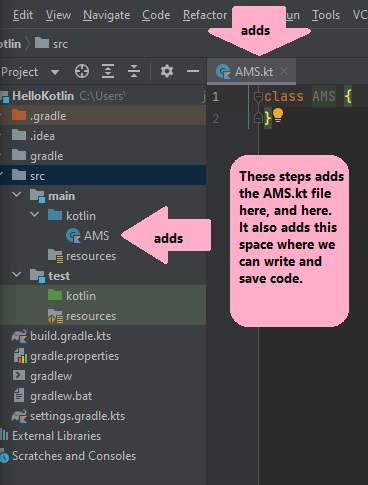 Edit View Navigate Code Refactor un Tools VC
adds
otlin src
Project
AMS.kt
HelloKotlin C:\Users'
1 class AMS {
.gradle
2 }
.idea
gradle
src
main
kotlin
AMS
adds
resources
test
kotlin
resources
These steps adds
the AMS.kt file
here, and here.
It also adds this
space where we
can write and
save code.
build.gradle.kts
gradle.properties
gradlew
gradlew.bat
settings.gradle.kts
External Libraries
Scratches and Consoles